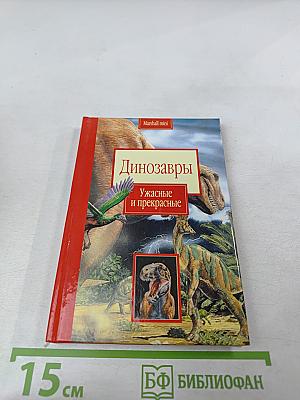 Marshall mini
Динозавры
Ужасные
и прекрасные
15 см
БФ БИБЛИОФАН